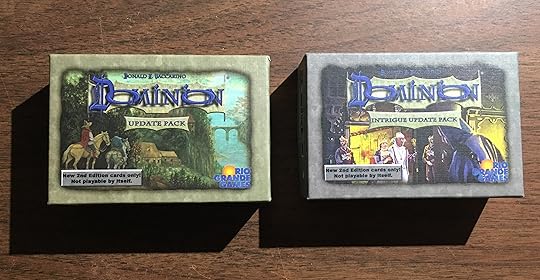 DONALD X. VACCARINO
DOMINION
UPDATE PACK
New 2nd Edition cards only!
Not playable by itself.
RIO
GRANDE
GAMES
DOMINION
INTRIGUE UPDATE PACK
New 2nd Edition cards only!
Not playable by itself.
RIO
GRANDE
GAMES